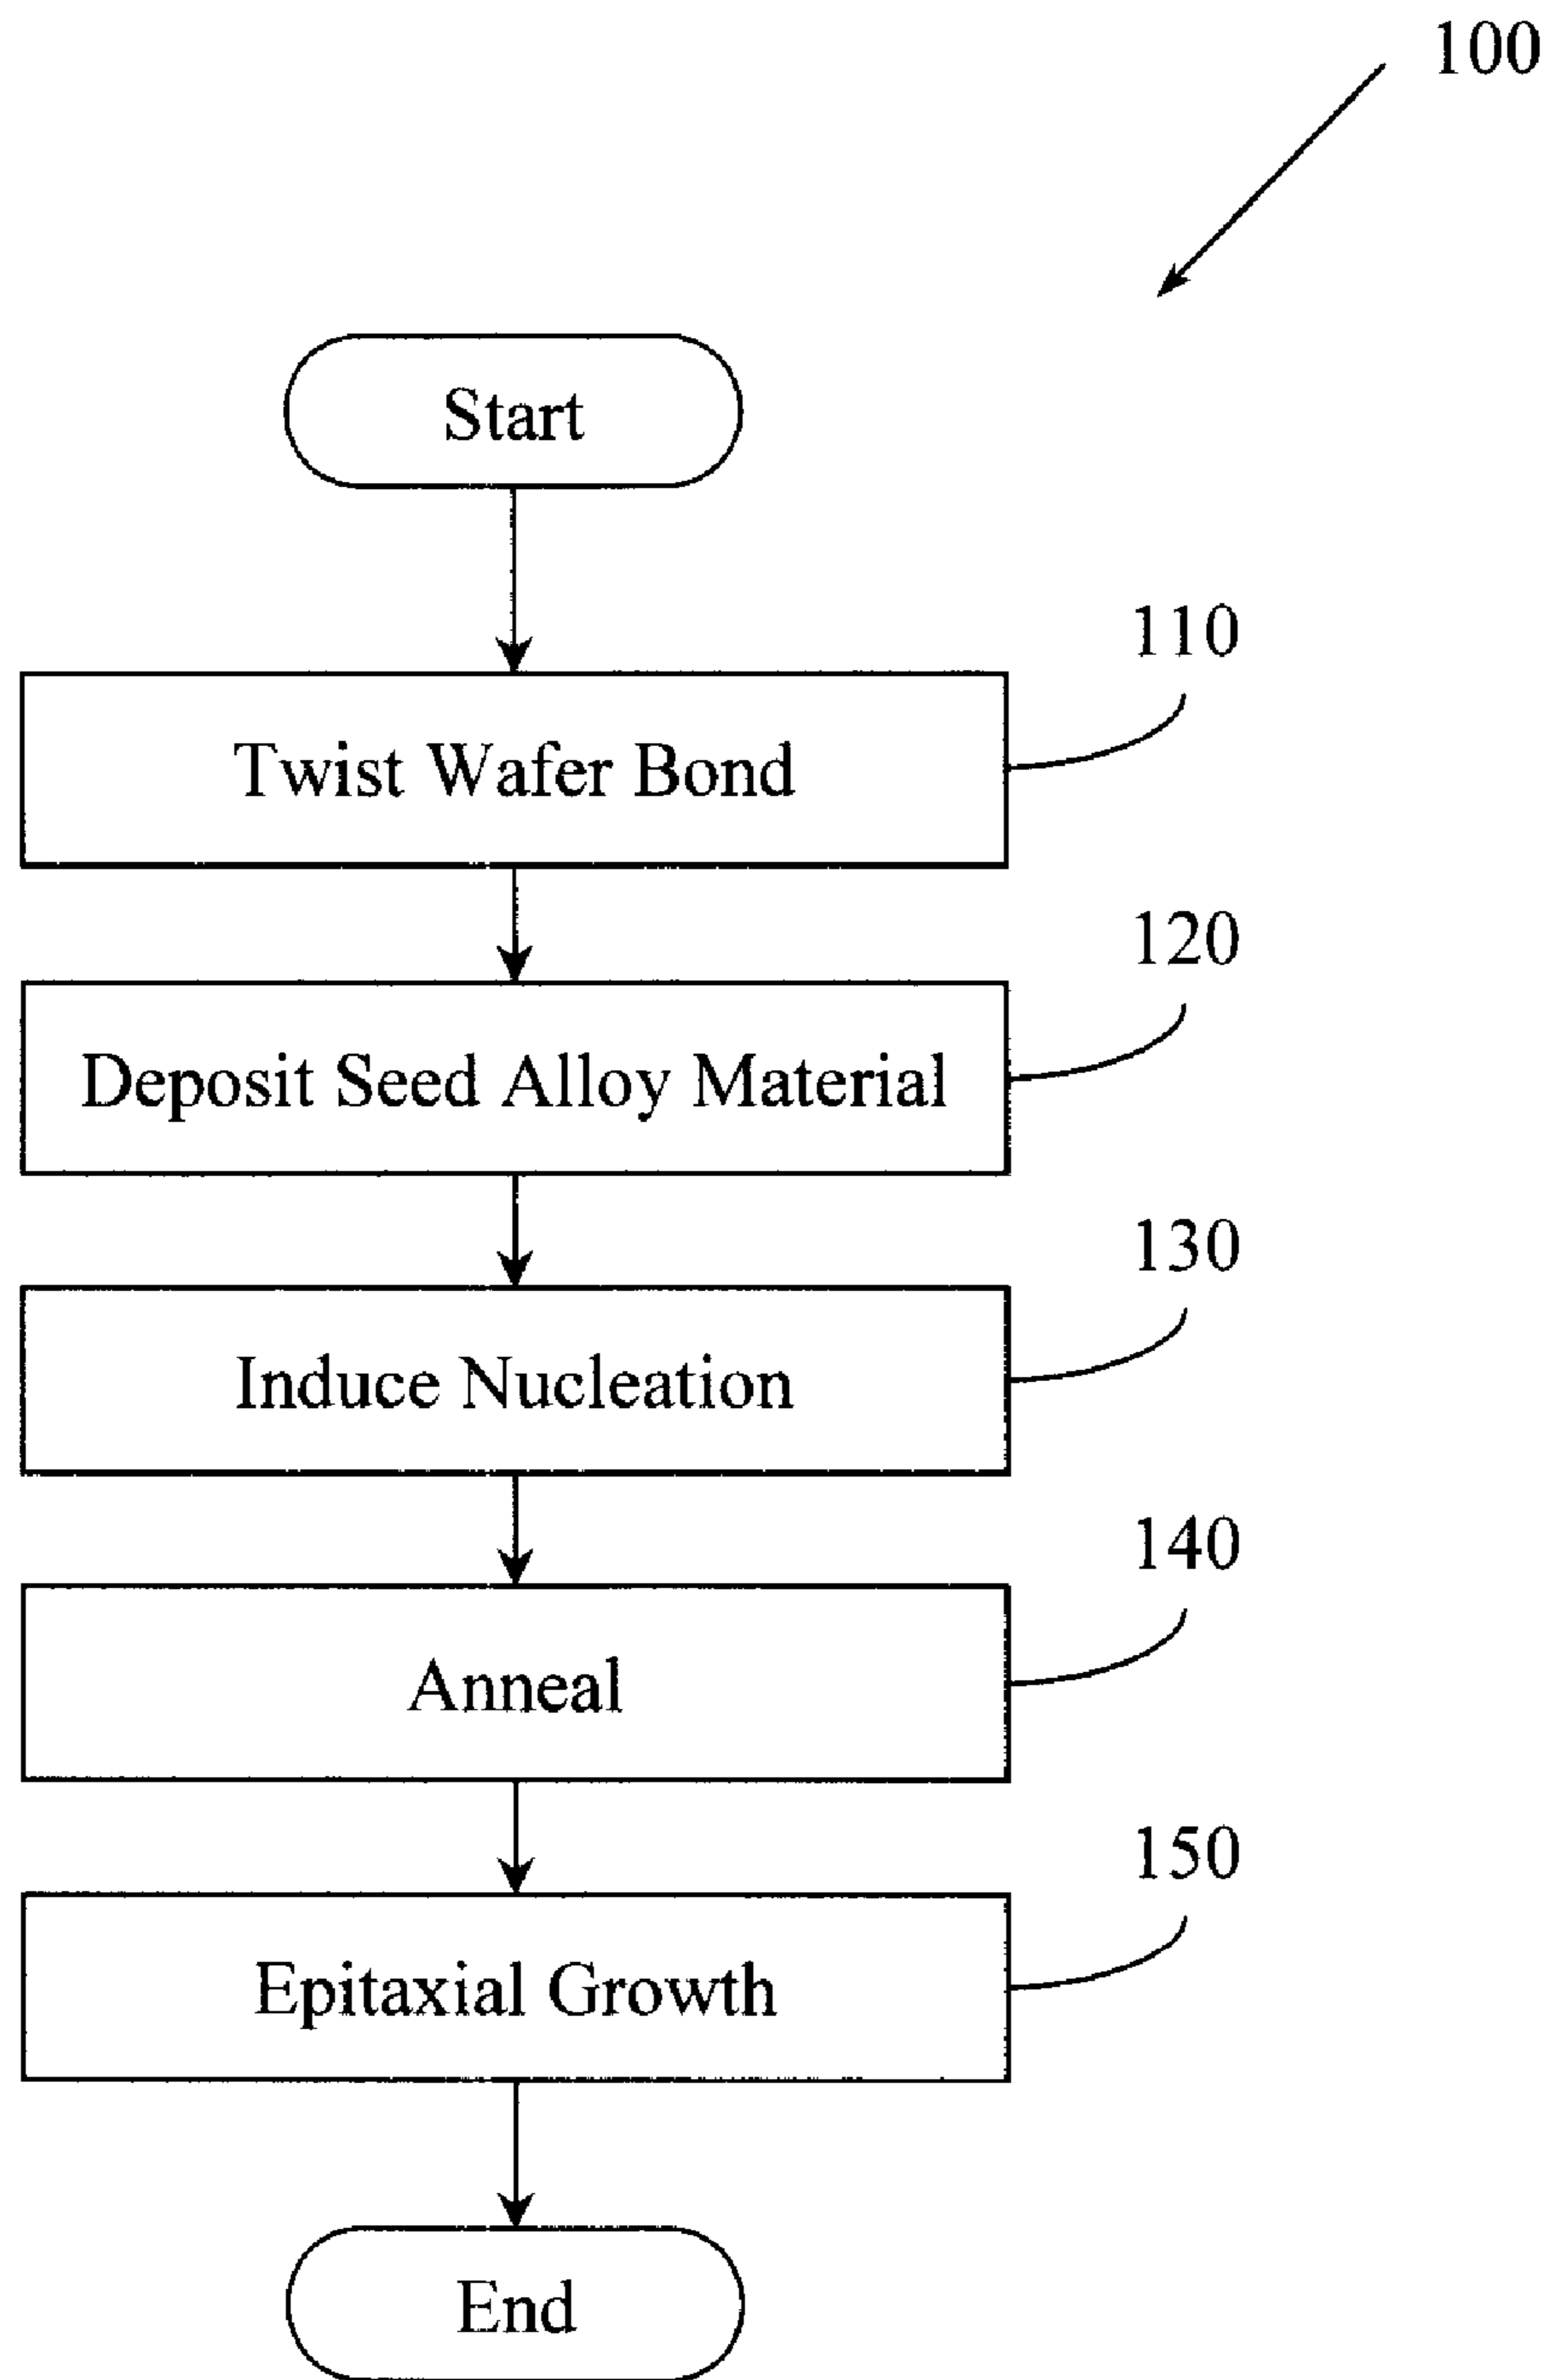 100
Start
110
Twist Wafer Bond
120
Deposit Seed Alloy Material
130
Induce Nucleation
140
Anneal
150
Epitaxial Growth
End